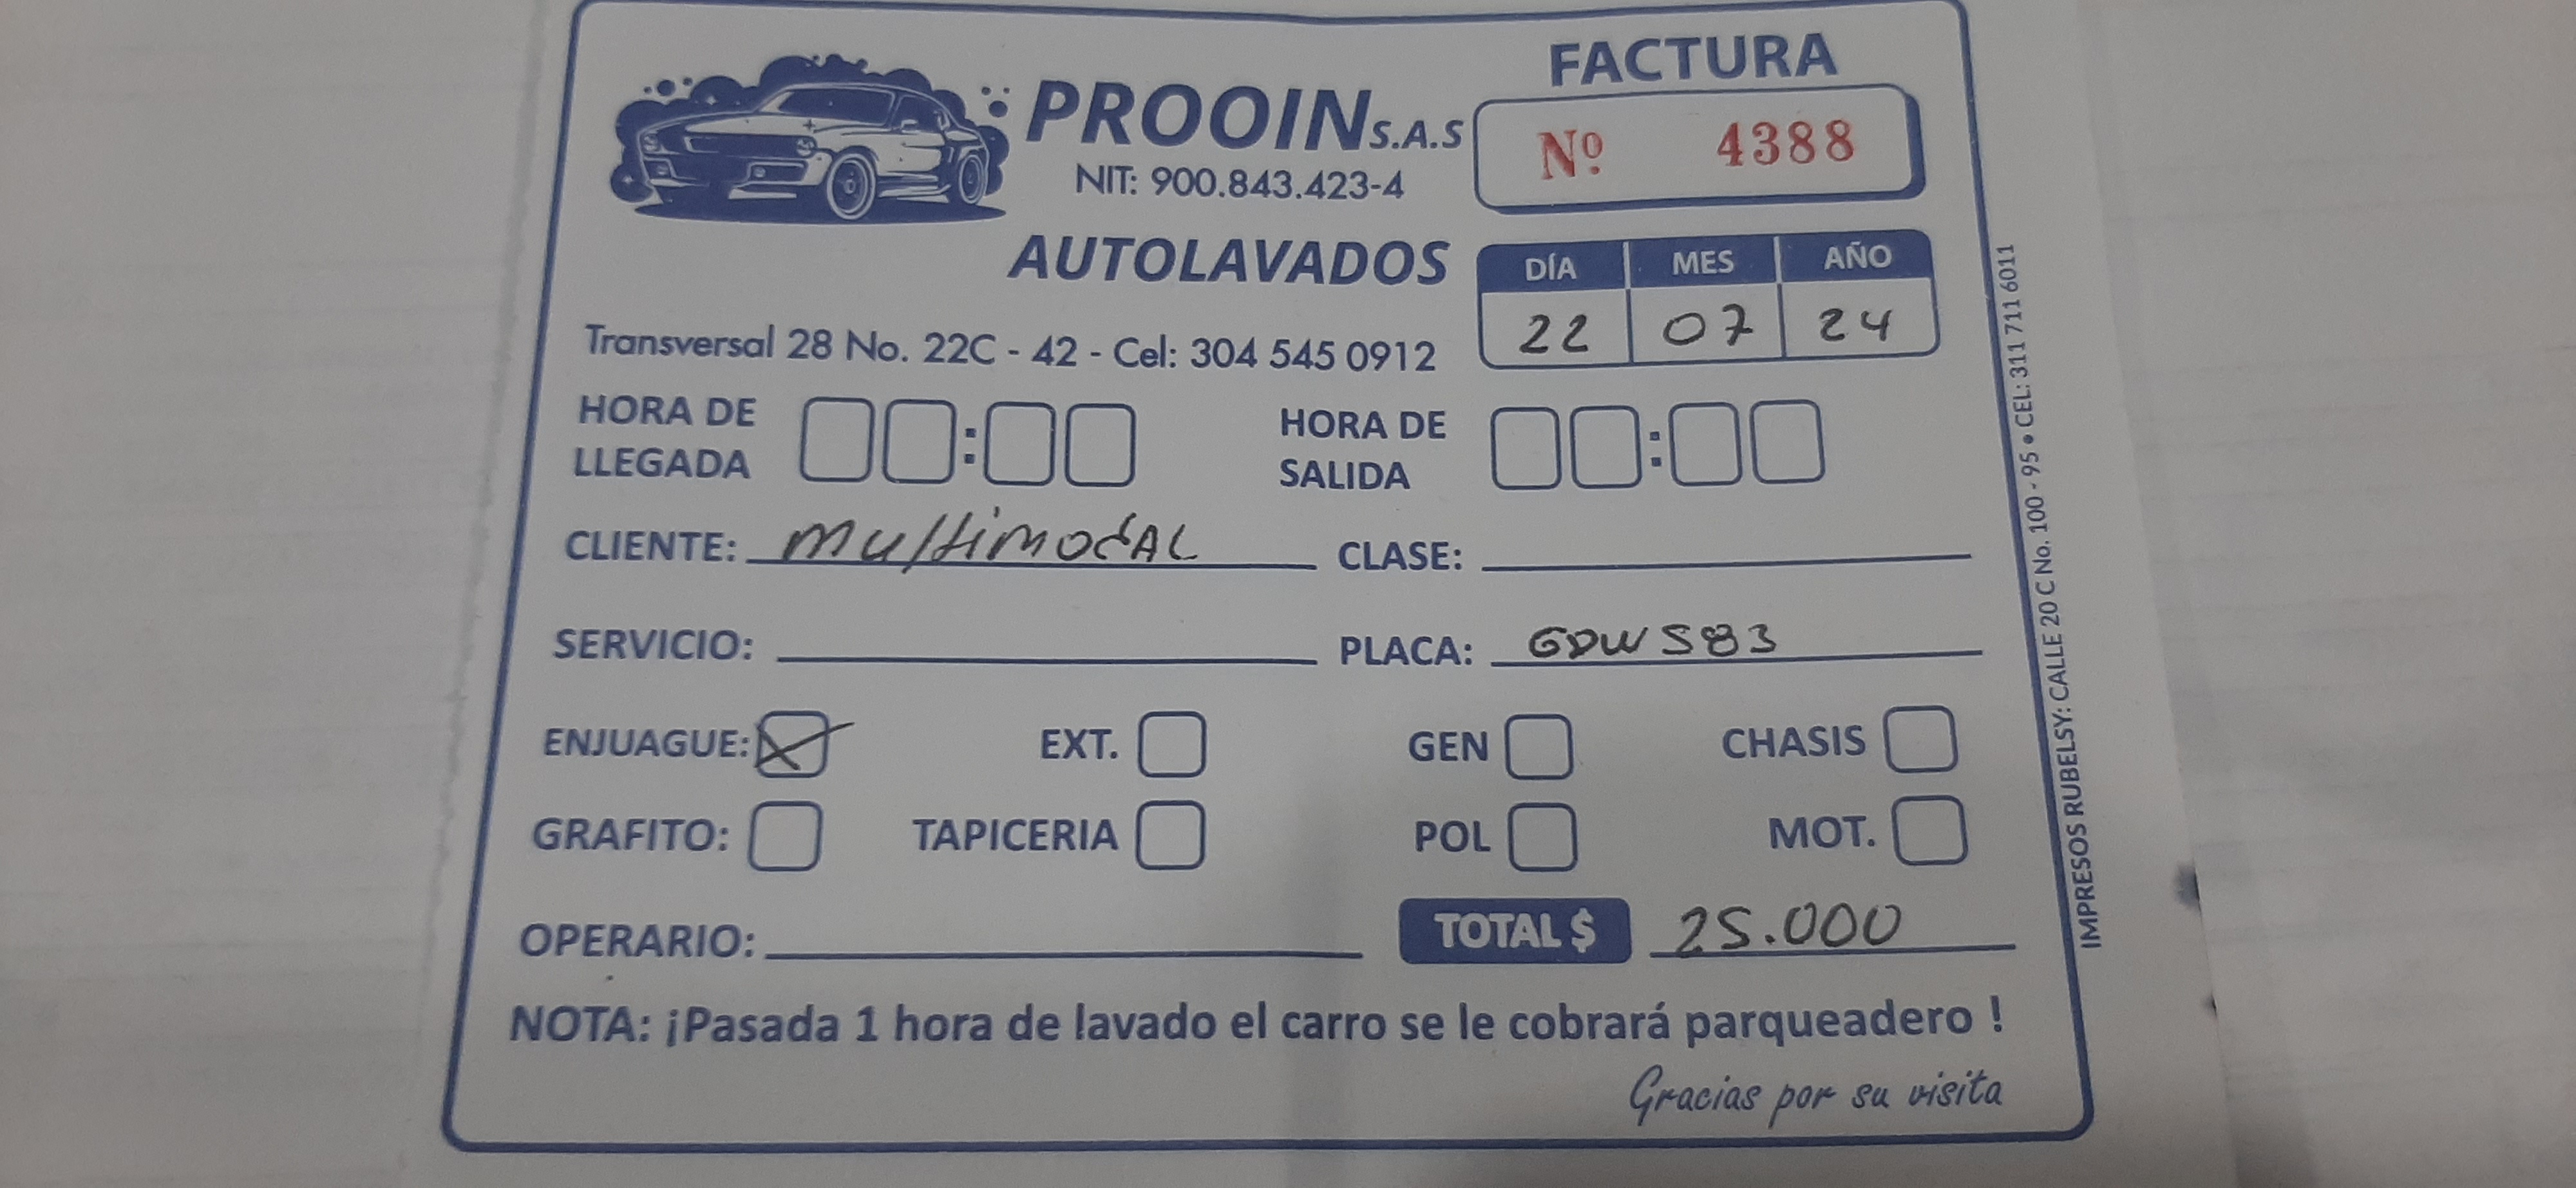 FACTURA
PROOIN S.A.S
Nº 4388
NIT: 900.843.423-4
AUTOLAVADOS
DÍA MES AÑO
22 07 24
Transversal 28 No. 22C - 42 - Cel: 304 545 0912
HORA DE LLEGADA : HORA DE SALIDA :
CLIENTE: MultimodAL CLASE:
SERVICIO: PLACA: GDW583
ENJUAGUE: X EXT. GEN CHASIS
GRAFITO: TAPICERIA POL MOT.
OPERARIO: TOTAL $ 25.000
NOTA: ¡Pasada 1 hora de lavado el carro se le cobrará parqueadero !
Gracias por su visita
IMPRESOS RUBELSY: CALLE 20 C No. 100 - 95 • CEL: 311 711 6011